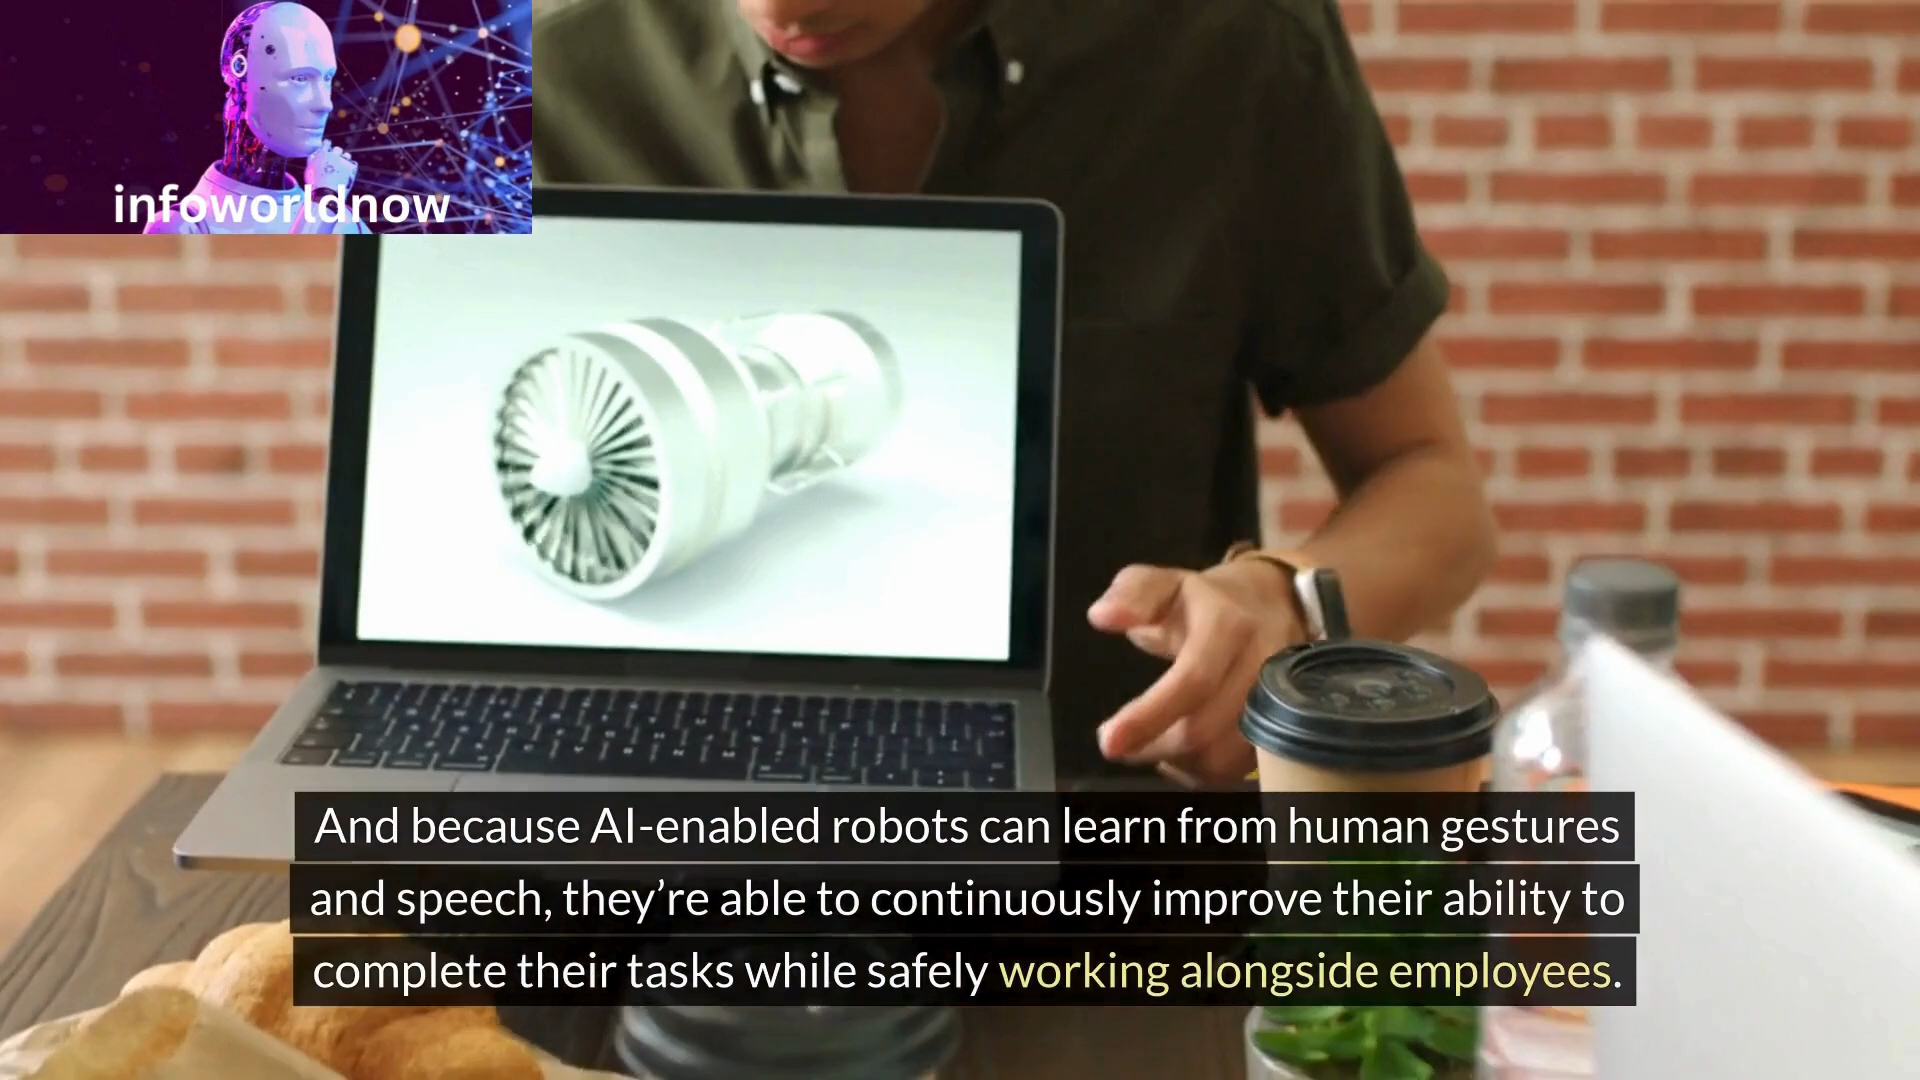 infoworldnow
And because AI-enabled robots can learn from human gestures
and speech, they’re able to continuously improve their ability to
complete their tasks while safely working alongside employees.